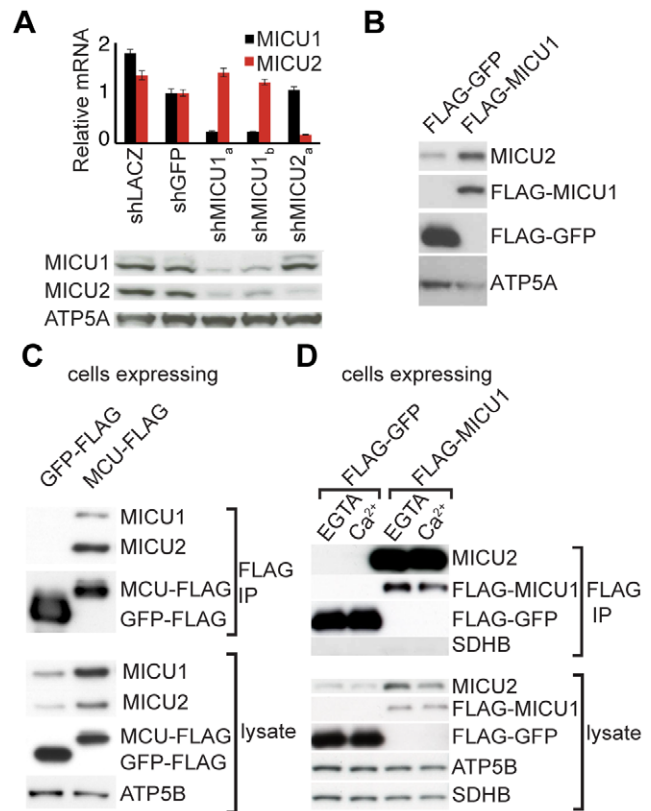 A
B
Relative mRNA
2
1
0
MICU1
MICU2
shLACZ
shGFP
shMICU1a
shMICU1b
shMICU2a
MICU1
MICU2
ATP5A
FLAG-GFP
FLAG-MICU1
MICU2
FLAG-MICU1
FLAG-GFP
ATP5A
C
cells expressing
GFP-FLAG
MCU-FLAG
MICU1
MICU2
MCU-FLAG
GFP-FLAG
FLAG
IP
MICU1
MICU2
MCU-FLAG
GFP-FLAG
ATP5B
lysate
D
cells expressing
FLAG-GFP
FLAG-MICU1
EGTA
Ca2+
EGTA
Ca2+
MICU2
FLAG-MICU1
FLAG-GFP
SDHB
FLAG
IP
MICU2
FLAG-MICU1
FLAG-GFP
ATP5B
SDHB
lysate